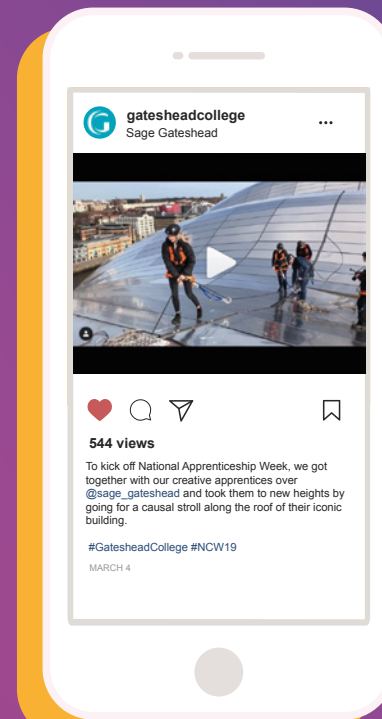 gatesheadcollege
Sage Gateshead
544 views
To kick off National Apprenticeship Week, we got
together with our creative apprentices over
@sage_gateshead and took them to new heights by
going for a causal stroll along the roof of their iconic
building.
#GatesheadCollege #NCW19
MARCH 4